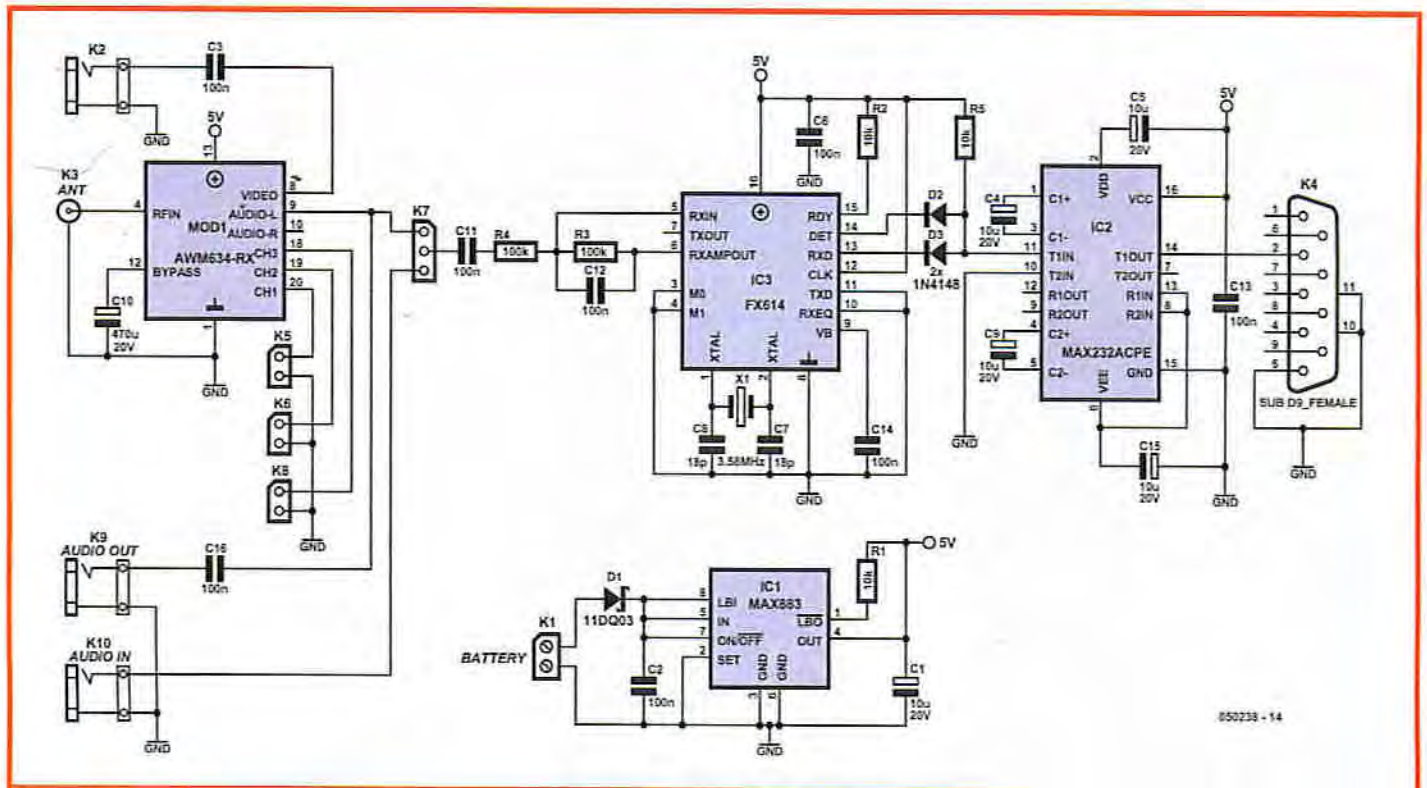 K2
C3
100n
GND
5V
13
K3
ANT
4
RFIN
VIDEO
8
AUDIO-L
9
AUDIO-R
10
MOD1
AWM634-RX
12
BYPASS
CH3
18
CH2
19
CH1
20
1
C10
470u
20V
GND
K5
K6
K8
GND
K7
C11
100n
R4
100k
R3
100k
C12
100n
K9
AUDIO OUT
C16
100n
K10
AUDIO IN
GND
5V
C6
100n
GND
R2
10k
R5
10k
16
5
RXIN
7
TXOUT
6
RXAMPOUT
3
M0
4
M1
IC3
FX614
RDY
15
DET
14
RXD
13
CLK
12
TXD
11
RXEQ
10
VB
9
XTAL
XTAL
1
2
8
X1
C8
18p
3.58MHz
C7
18p
C14
100n
GND
D2
D3
2x
1N4148
GND
C4
10u
20V
C9
10u
20V
C5
10u
20V
5V
2
VDD
1
C1+
3
C1-
11
T1IN
10
T2IN
12
R1OUT
9
R2OUT
4
C2+
5
C2-
IC2
MAX232ACPE
VCC
16
T1OUT
14
T2OUT
7
R1IN
13
R2IN
8
GND
15
VEE
6
C13
100n
C15
10u
20V
GND
K4
1
6
2
7
3
8
4
9
5
11
10
SUB D9_FEMALE
GND
K1
BATTERY
D1
11DQ03
C2
100n
IC1
MAX883
8
LBI
5
IN
7
ON/OFF
2
SET
LBO
1
OUT
4
GND
GND
3
6
R1
10k
5V
C1
10u
20V
GND
050238 - 14